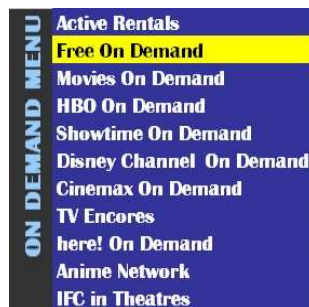 ON DEMAND MENU
Active Rentals
Free On Demand
Movies On Demand
HBO On Demand
Showtime On Demand
Disney Channel On Demand
Cinemax On Demand
TV Encores
here! On Demand
Anime Network
IFC in Theatres